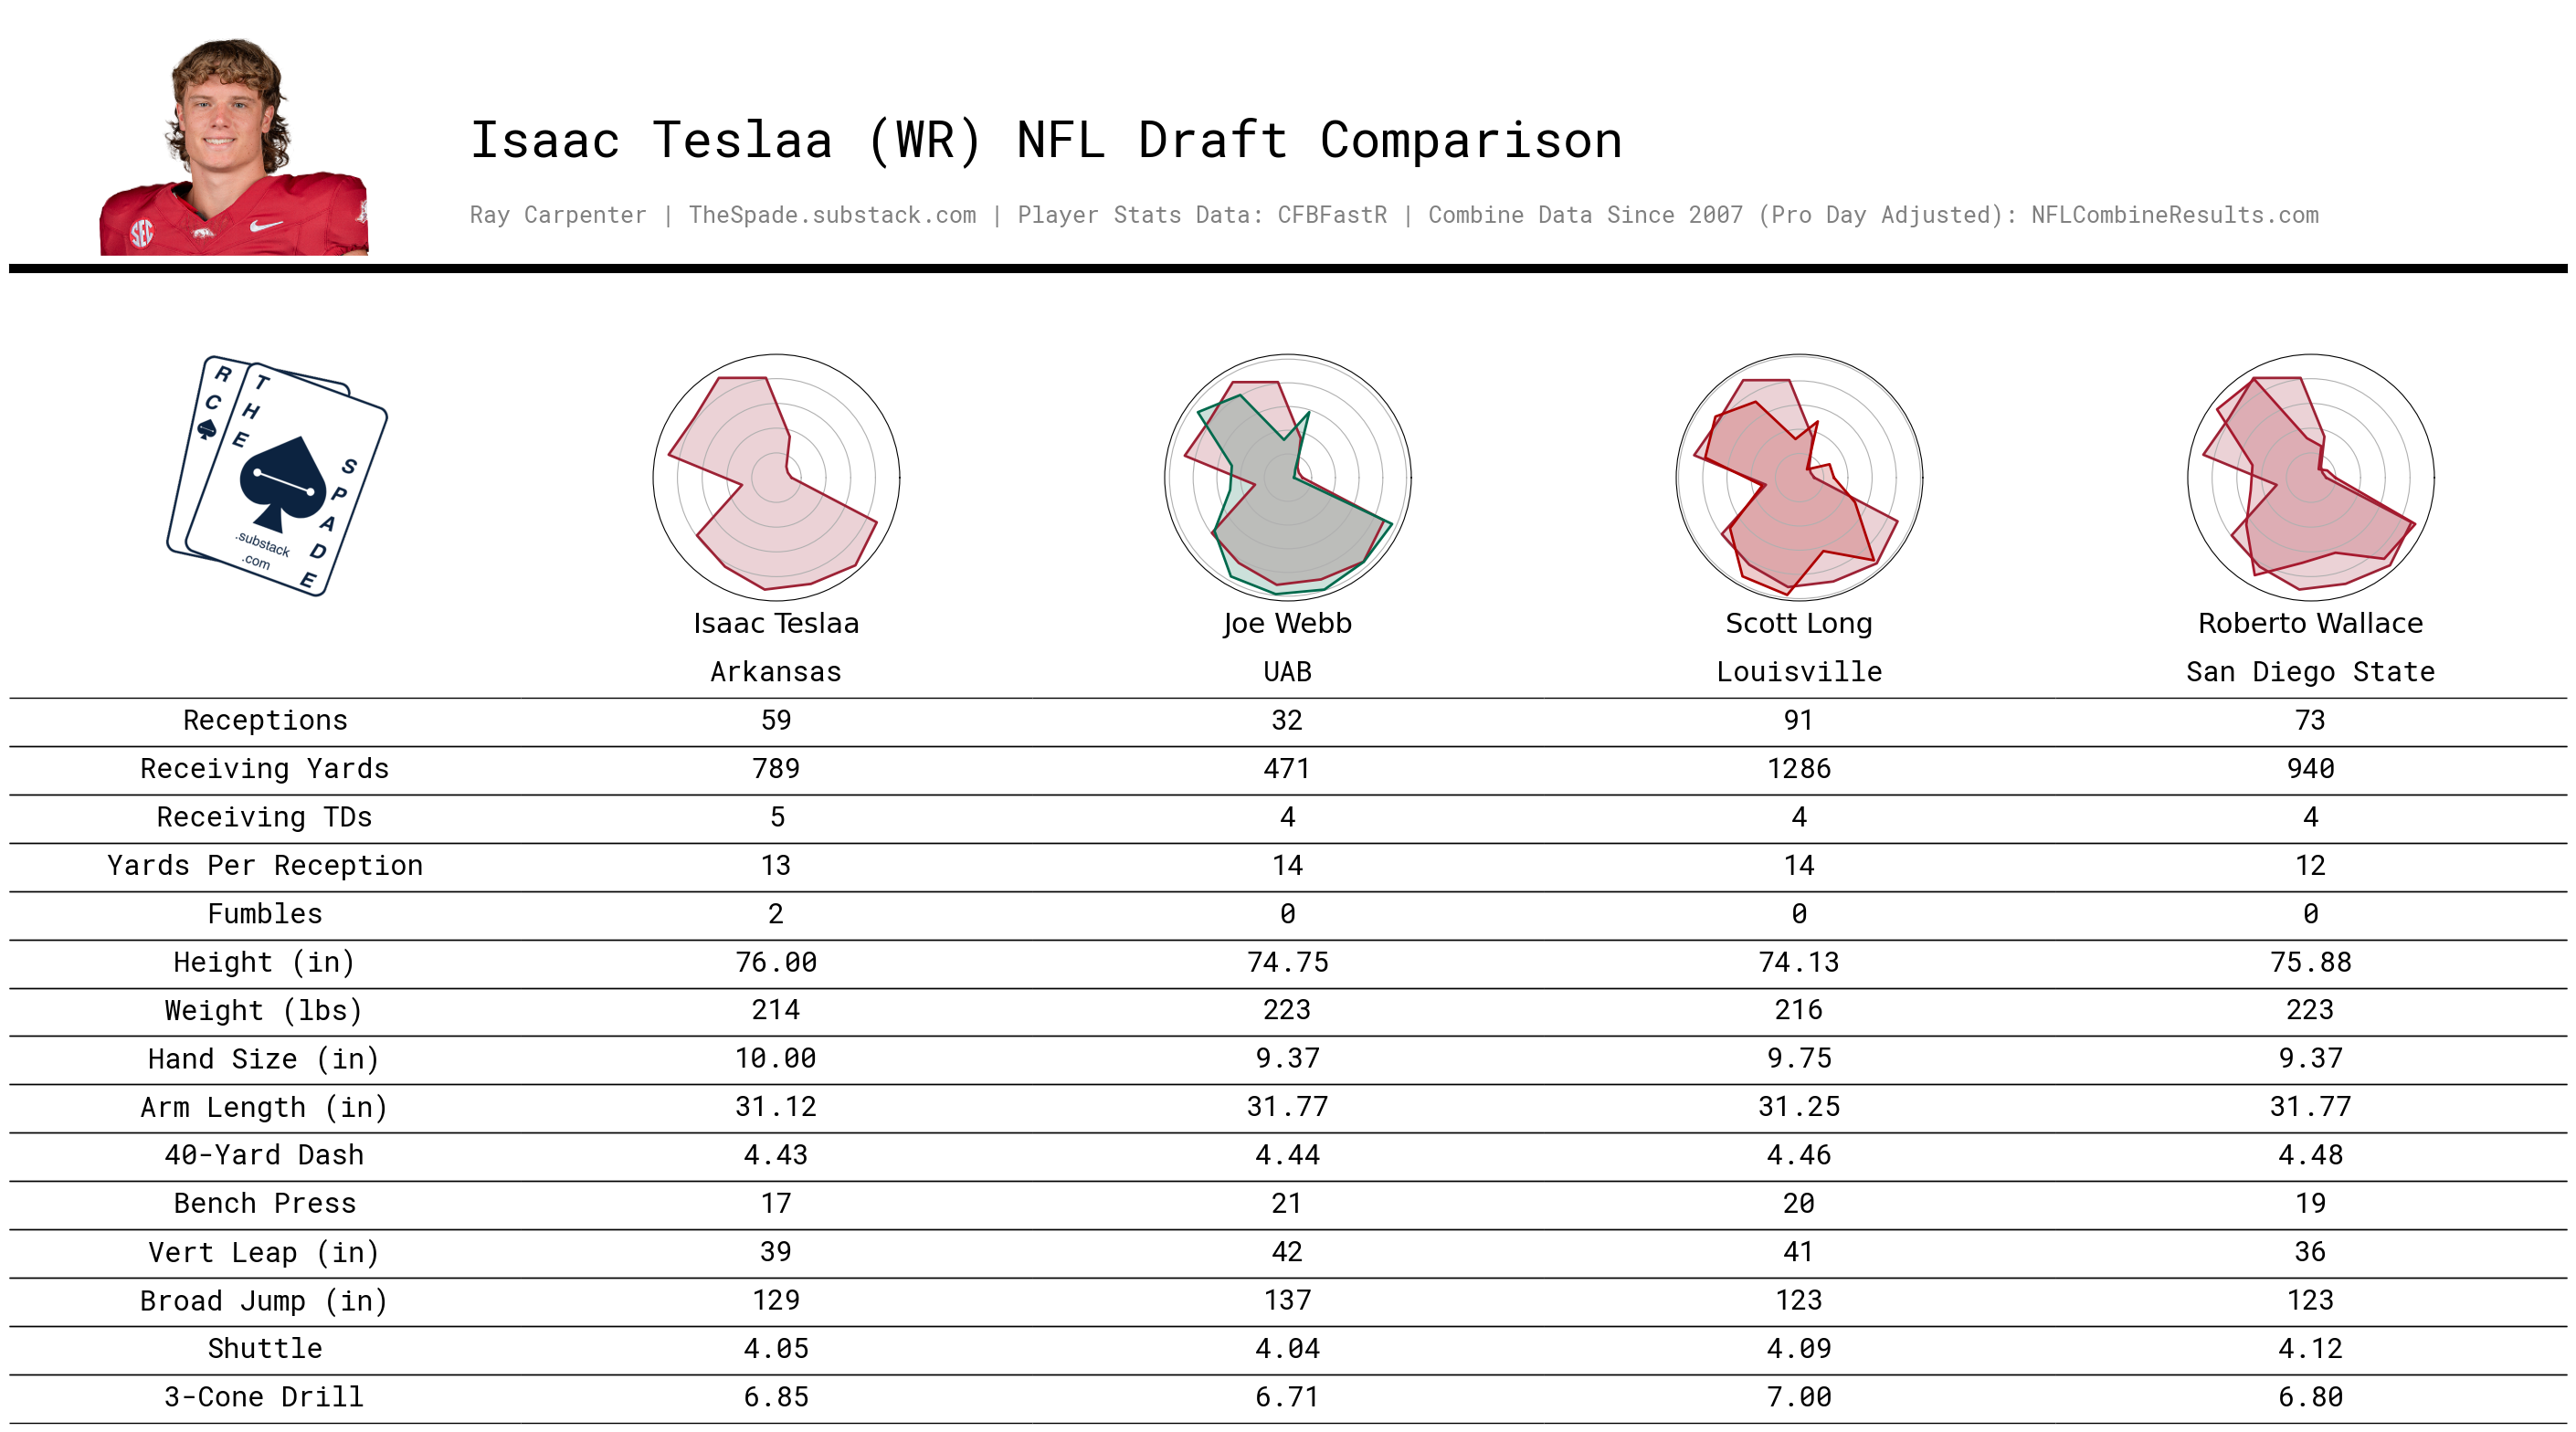 Isaac Teslaa (WR) NFL Draft Comparison
Ray Carpenter | TheSpade.substack.com | Player Stats Data: CFBFastR | Combine Data Since 2007 (Pro Day Adjusted): NFLCombineResults.com
SEC
R C
THE
SPADE
.substack
.com
Isaac Teslaa Joe Webb Scott Long Roberto Wallace
Arkansas UAB Louisville San Diego State
Receptions 59 32 91 73
Receiving Yards 789 471 1286 940
Receiving TDs 5 4 4 4
Yards Per Reception 13 14 14 12
Fumbles 2 0 0 0
Height (in) 76.00 74.75 74.13 75.88
Weight (lbs) 214 223 216 223
Hand Size (in) 10.00 9.37 9.75 9.37
Arm Length (in) 31.12 31.77 31.25 31.77
40-Yard Dash 4.43 4.44 4.46 4.48
Bench Press 17 21 20 19
Vert Leap (in) 39 42 41 36
Broad Jump (in) 129 137 123 123
Shuttle 4.05 4.04 4.09 4.12
3-Cone Drill 6.85 6.71 7.00 6.80